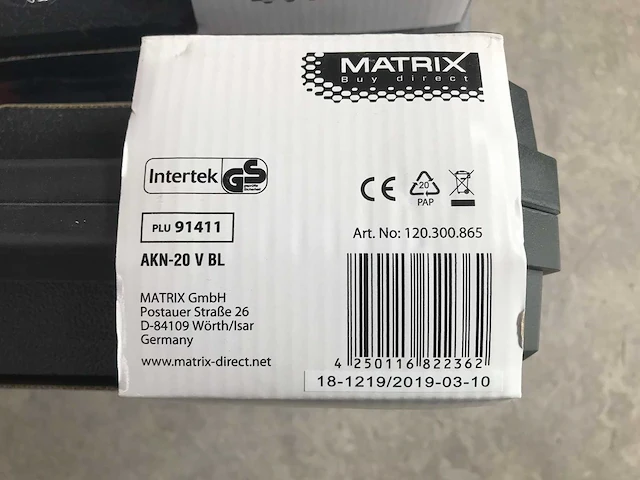 MATRIX
Buy direct
Intertek GS
CE 20
PAP
PLU 91411
Art. No: 120.300.865
AKN-20 V BL
MATRIX GmbH
Postauer Straße 26
D-84109 Wörth/Isar
Germany
www.matrix-direct.net
4 250116 822362
18-1219/2019-03-10